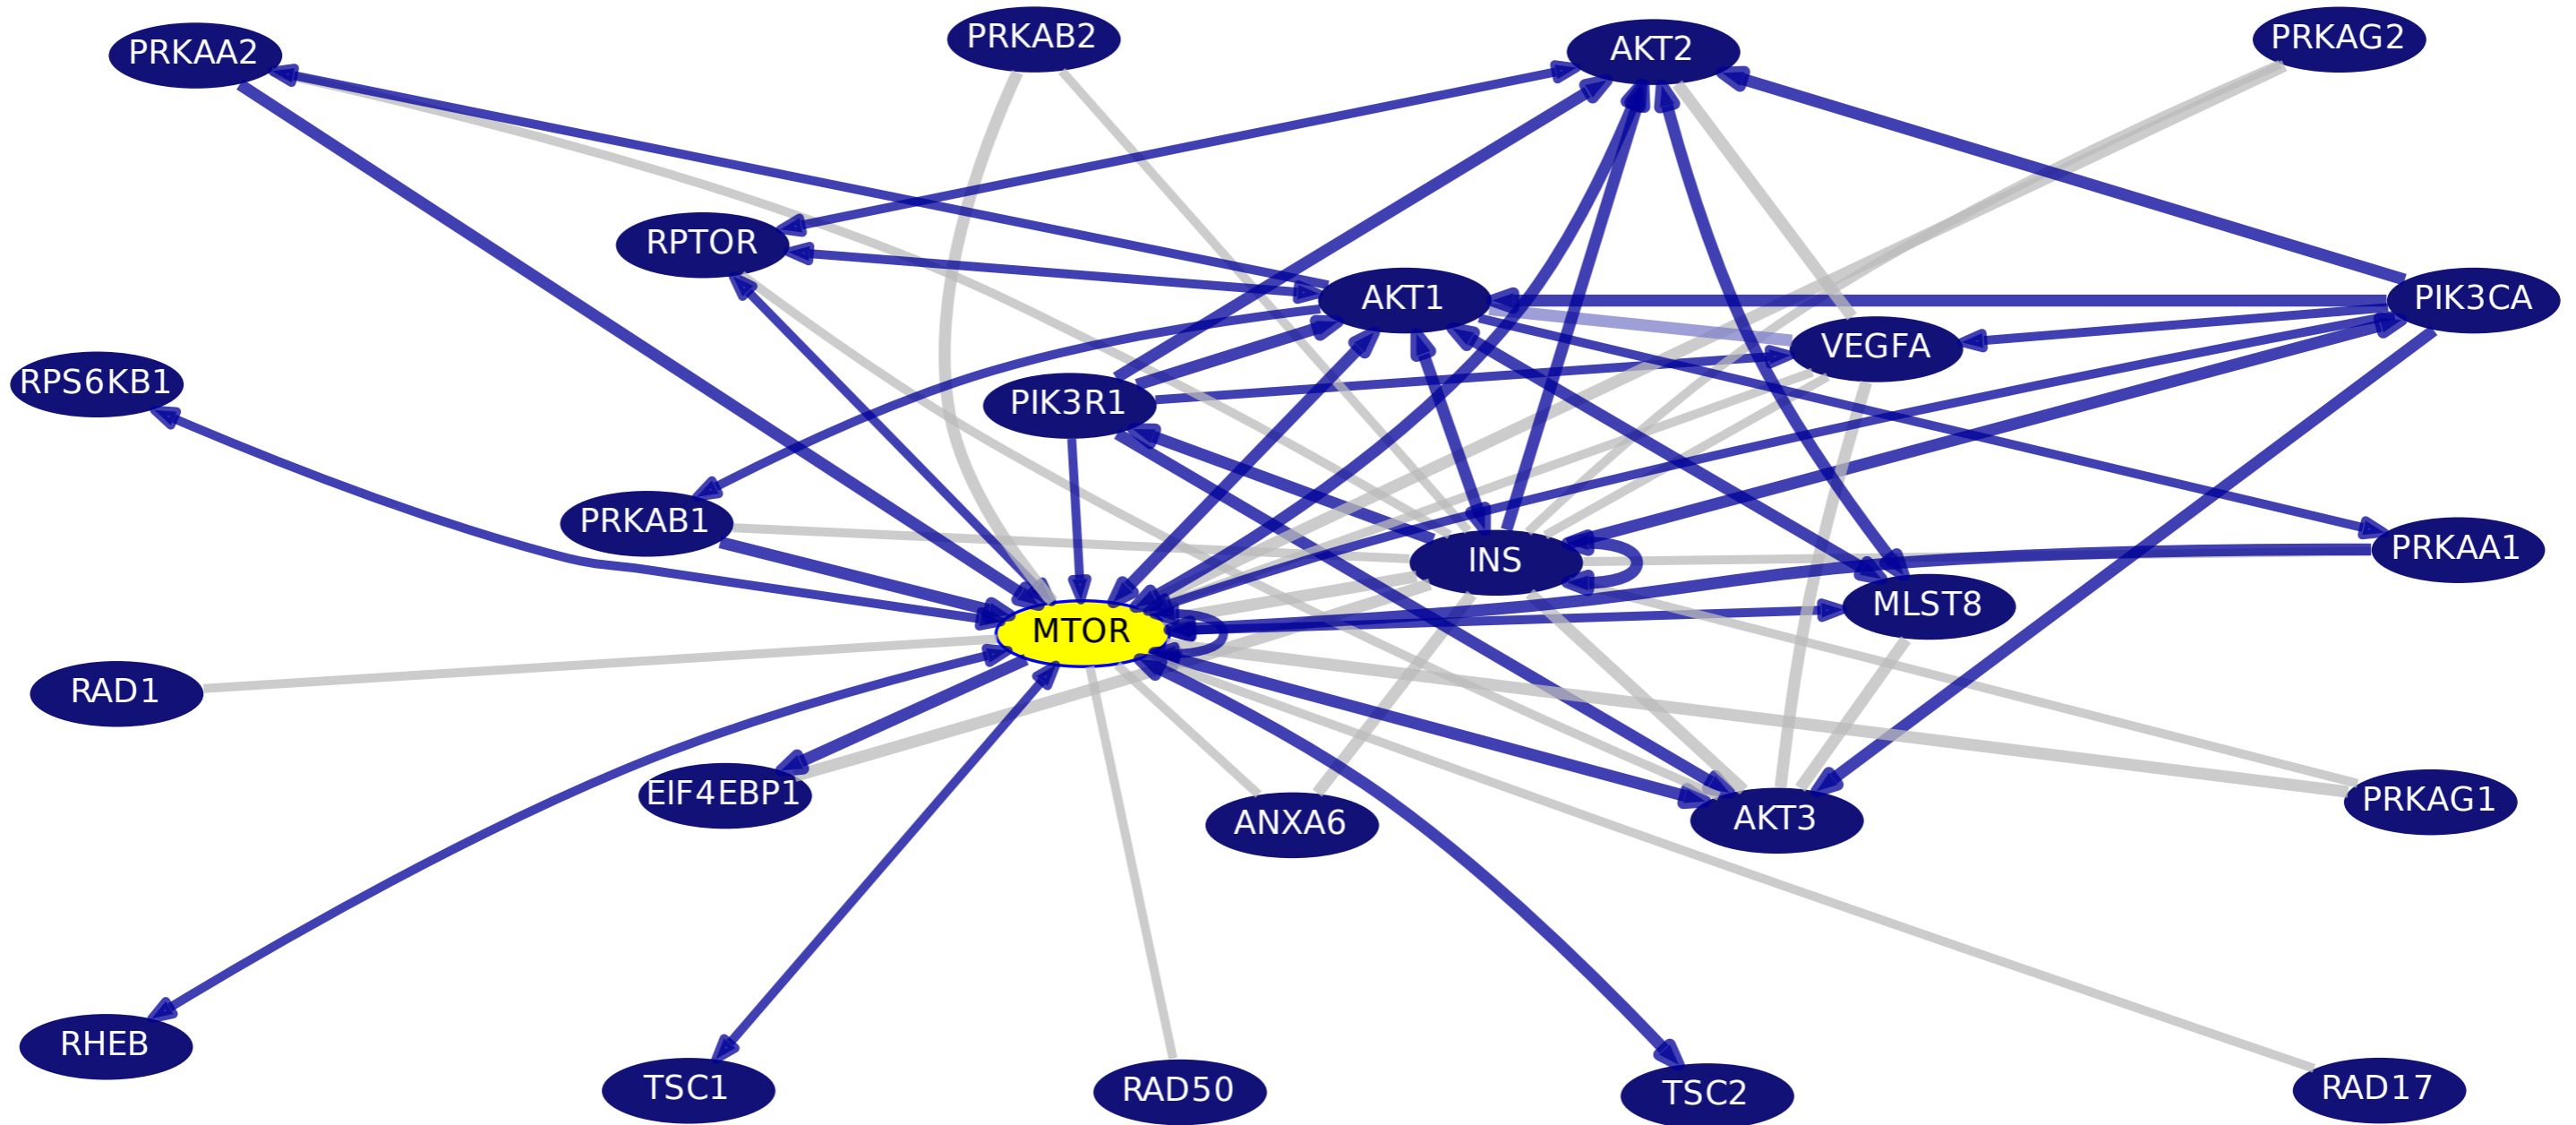 PRKAA2
PRKAB2
AKT2
PRKAG2
RPTOR
AKT1
PIK3CA
VEGFA
RPS6KB1
PIK3R1
PRKAB1
INS
PRKAA1
MLST8
MTOR
RAD1
EIF4EBP1
ANXA6
AKT3
PRKAG1
RHEB
TSC1
RAD50
TSC2
RAD17